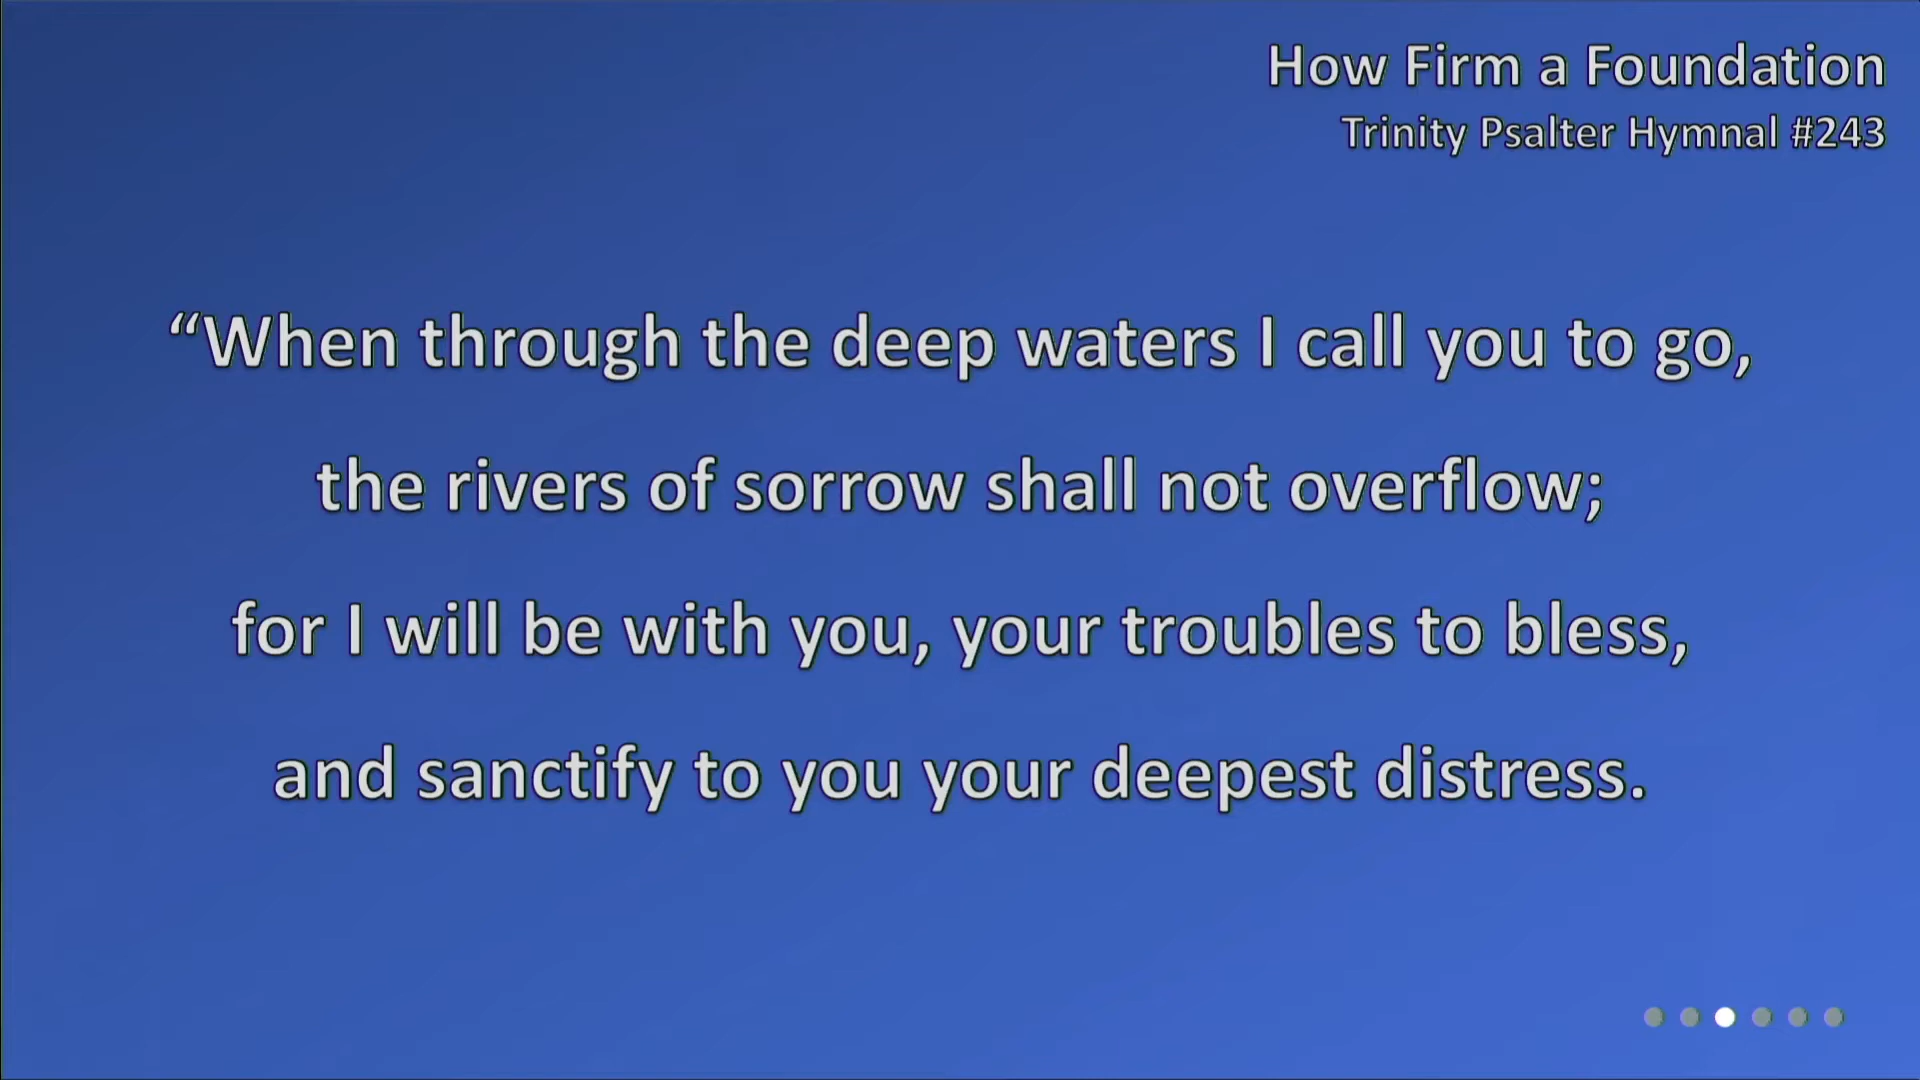 How Firm a Foundation
Trinity Psalter Hymnal #243
“When through the deep waters I call you to go,
the rivers of sorrow shall not overflow;
for I will be with you, your troubles to bless,
and sanctify to you your deepest distress.